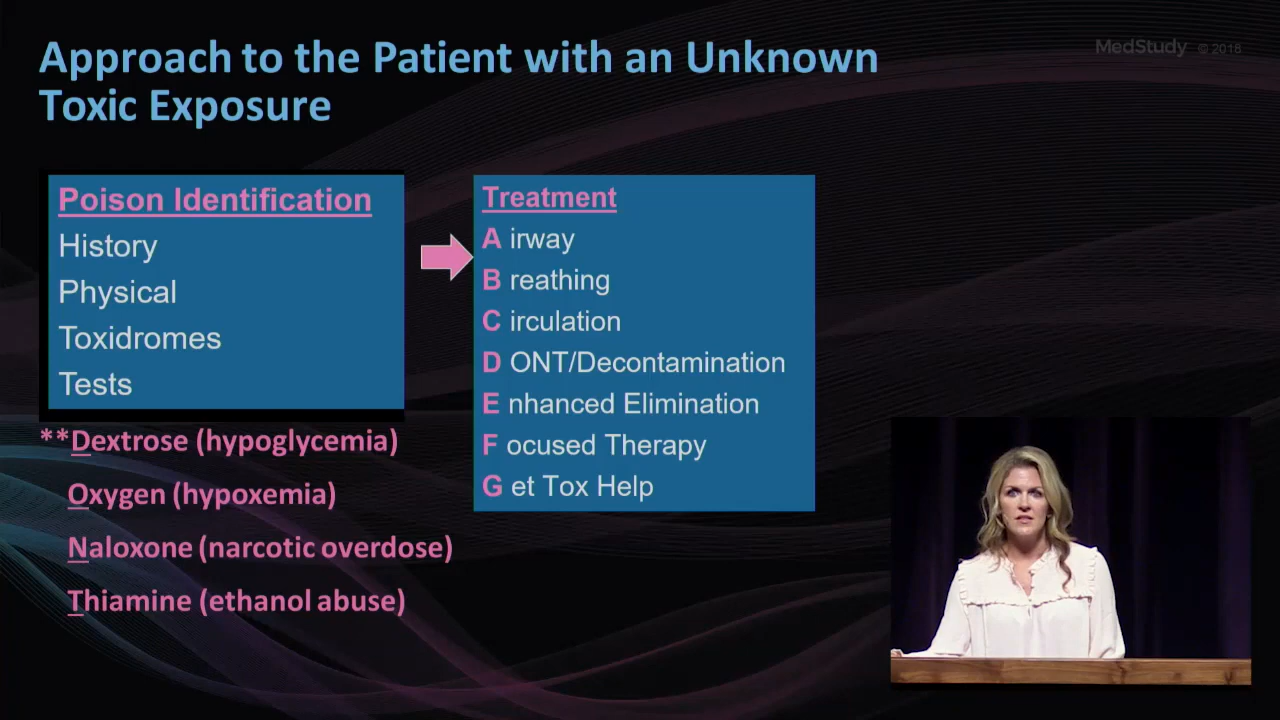 Approach to the Patient with an Unknown
Toxic Exposure
MedStudy © 2018
Poison Identification
History
Physical
Toxidromes
Tests
**Dextrose (hypoglycemia)
Oxygen (hypoxemia)
Naloxone (narcotic overdose)
Thiamine (ethanol abuse)
Treatment
A irway
B reathing
C irculation
D ONT/Decontamination
E nhanced Elimination
F ocused Therapy
G et Tox Help